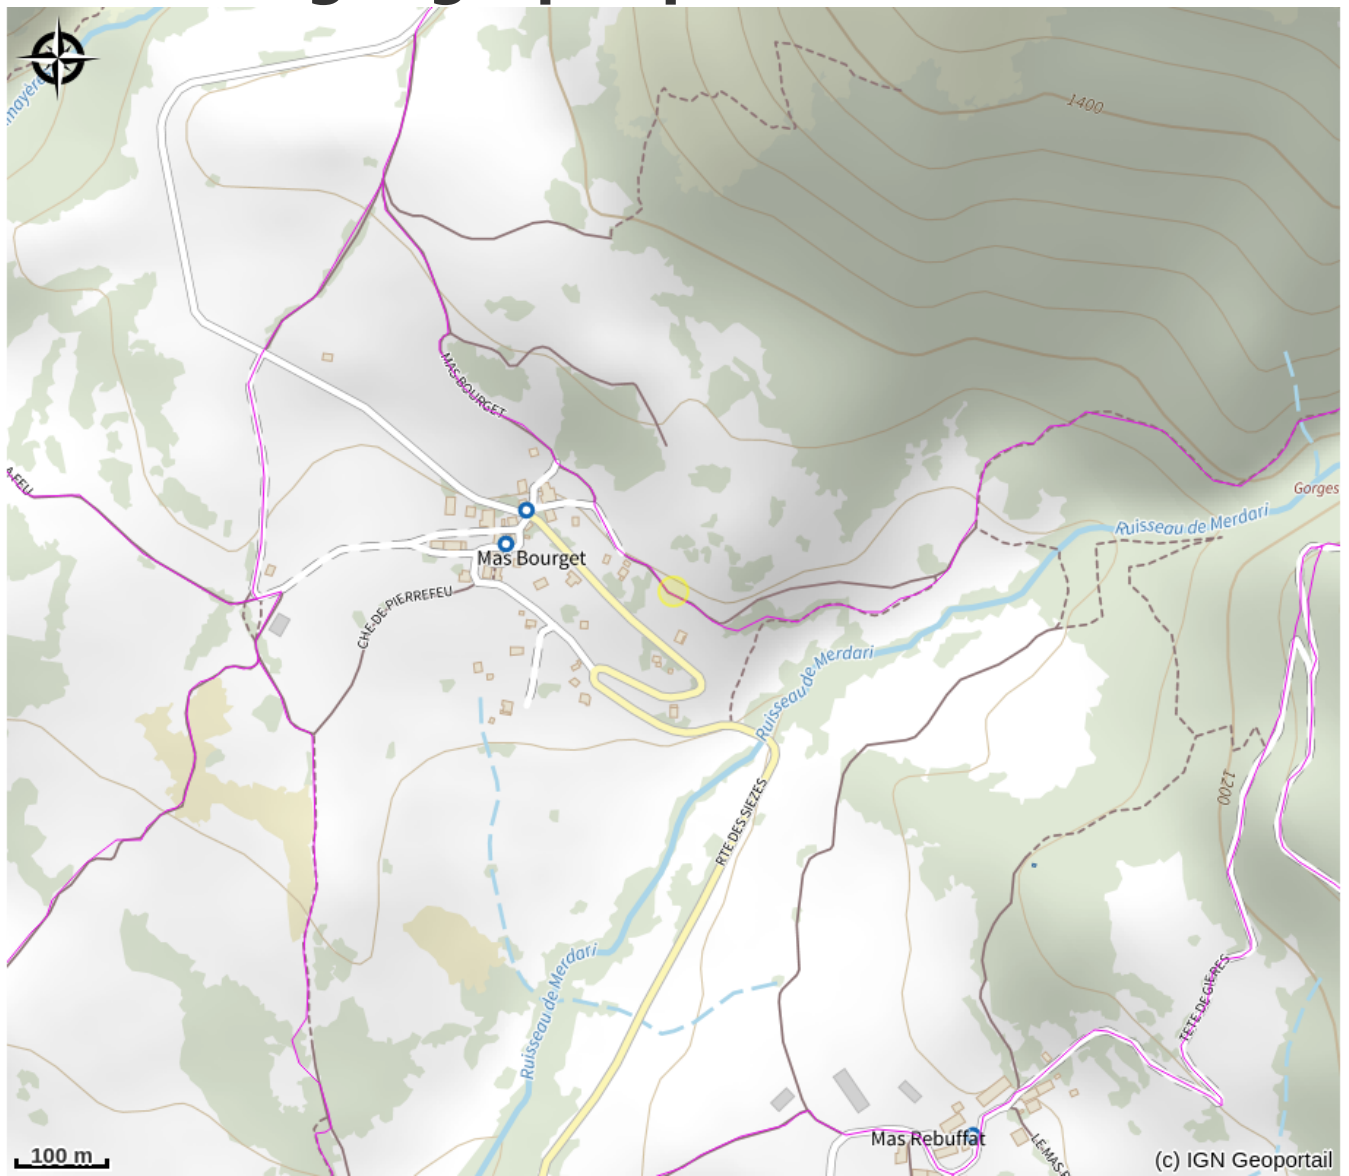 1400
MAS BOURGET
A-FEU
Gorges
Ruisseau de Merdari
Mas Bourget
CHE-DE-PIERREFEU
Ruisseau de Merdari
1200
RTE DES SIEZES
Ruisseau de Merdari
TETE DE GIERES
Mas Rebuffat
100 m
(c) IGN Geoportail